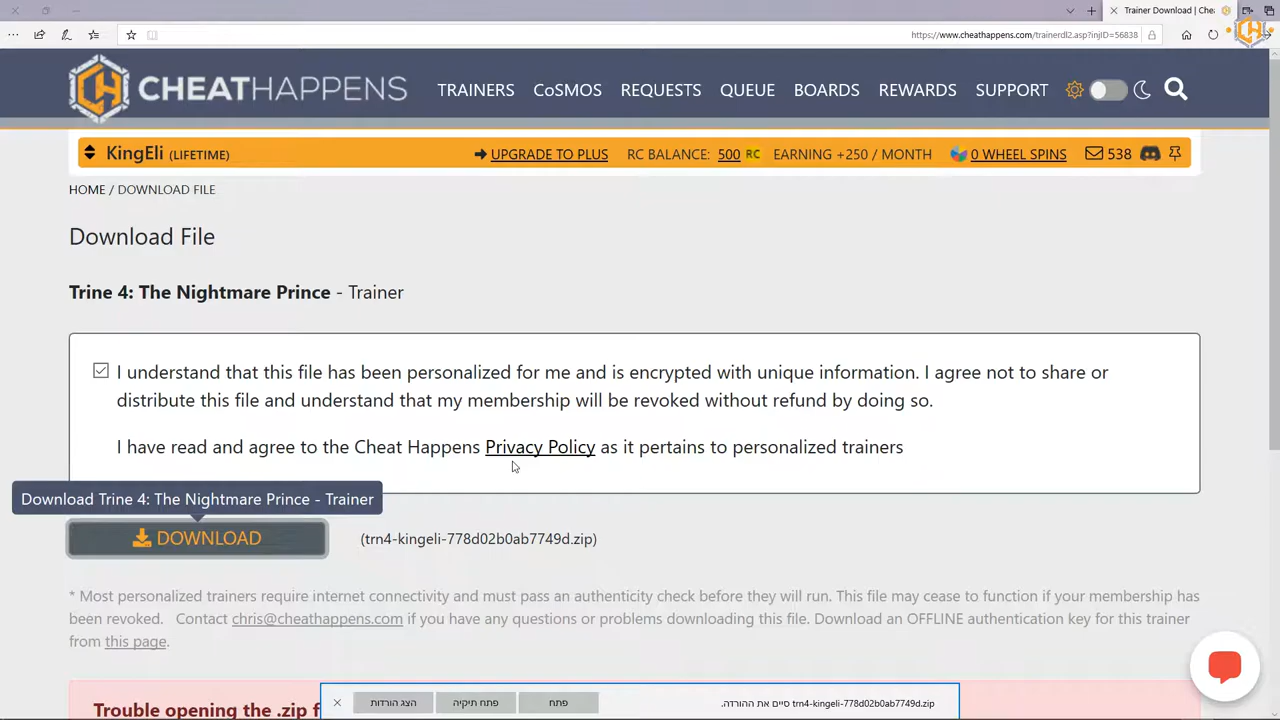 Trainer Download | Chea
https://www.cheathappens.com/trainerdl2.asp?injID=56838
CHEATHAPPENS
TRAINERS CoSMOS REQUESTS QUEUE BOARDS REWARDS SUPPORT
KingEli (LIFETIME) UPGRADE TO PLUS RC BALANCE: 500 RC EARNING +250 / MONTH 0 WHEEL SPINS 538
HOME / DOWNLOAD FILE
Download File
Trine 4: The Nightmare Prince - Trainer
I understand that this file has been personalized for me and is encrypted with unique information. I agree not to share or
distribute this file and understand that my membership will be revoked without refund by doing so.
I have read and agree to the Cheat Happens Privacy Policy as it pertains to personalized trainers
Download Trine 4: The Nightmare Prince - Trainer
DOWNLOAD (trn4-kingeli-778d02b0ab7749d.zip)
* Most personalized trainers require internet connectivity and must pass an authenticity check before they will run. This file may cease to function if your membership has
been revoked. Contact chris@cheathappens.com if you have any questions or problems downloading this file. Download an OFFLINE authentication key for this trainer
from this page.
Trouble opening the .zip f
trn4-kingeli-778d02b0ab7749d.zip סיים את ההורדה.
פתח פתח תיקיה הצג הורדות